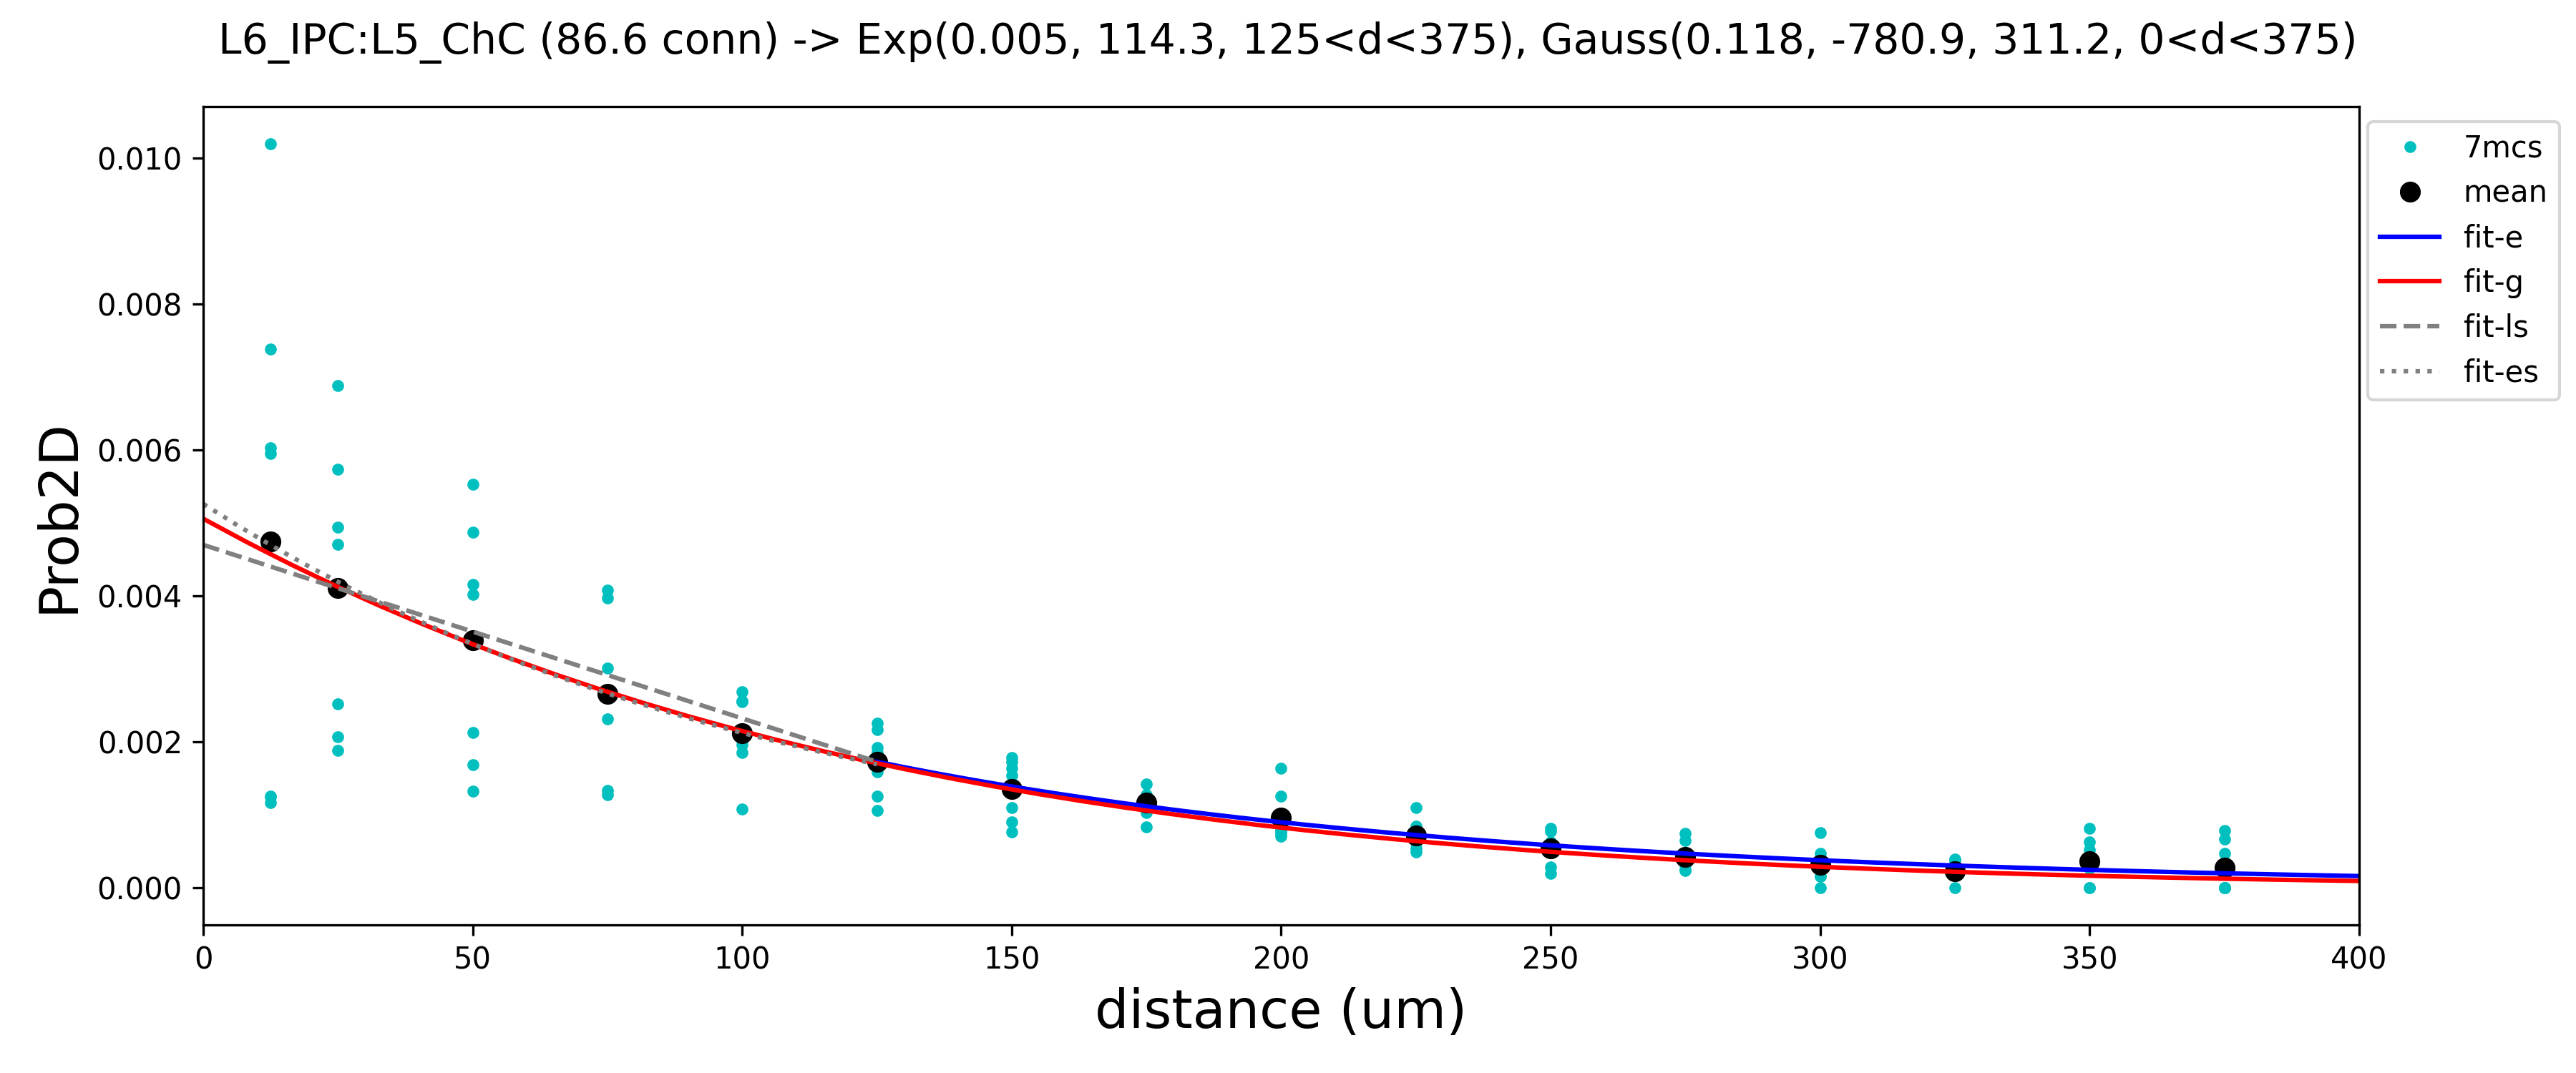 L6_IPC:L5_ChC (86.6 conn) -> Exp(0.005, 114.3, 125<d<375), Gauss(0.118, -780.9, 311.2, 0<d<375)
0.010
0.008
0.006
0.004
0.002
0.000
Prob2D
0 50 100 150 200 250 300 350 400
distance (um)
7mcs
mean
fit-e
fit-g
fit-ls
fit-es